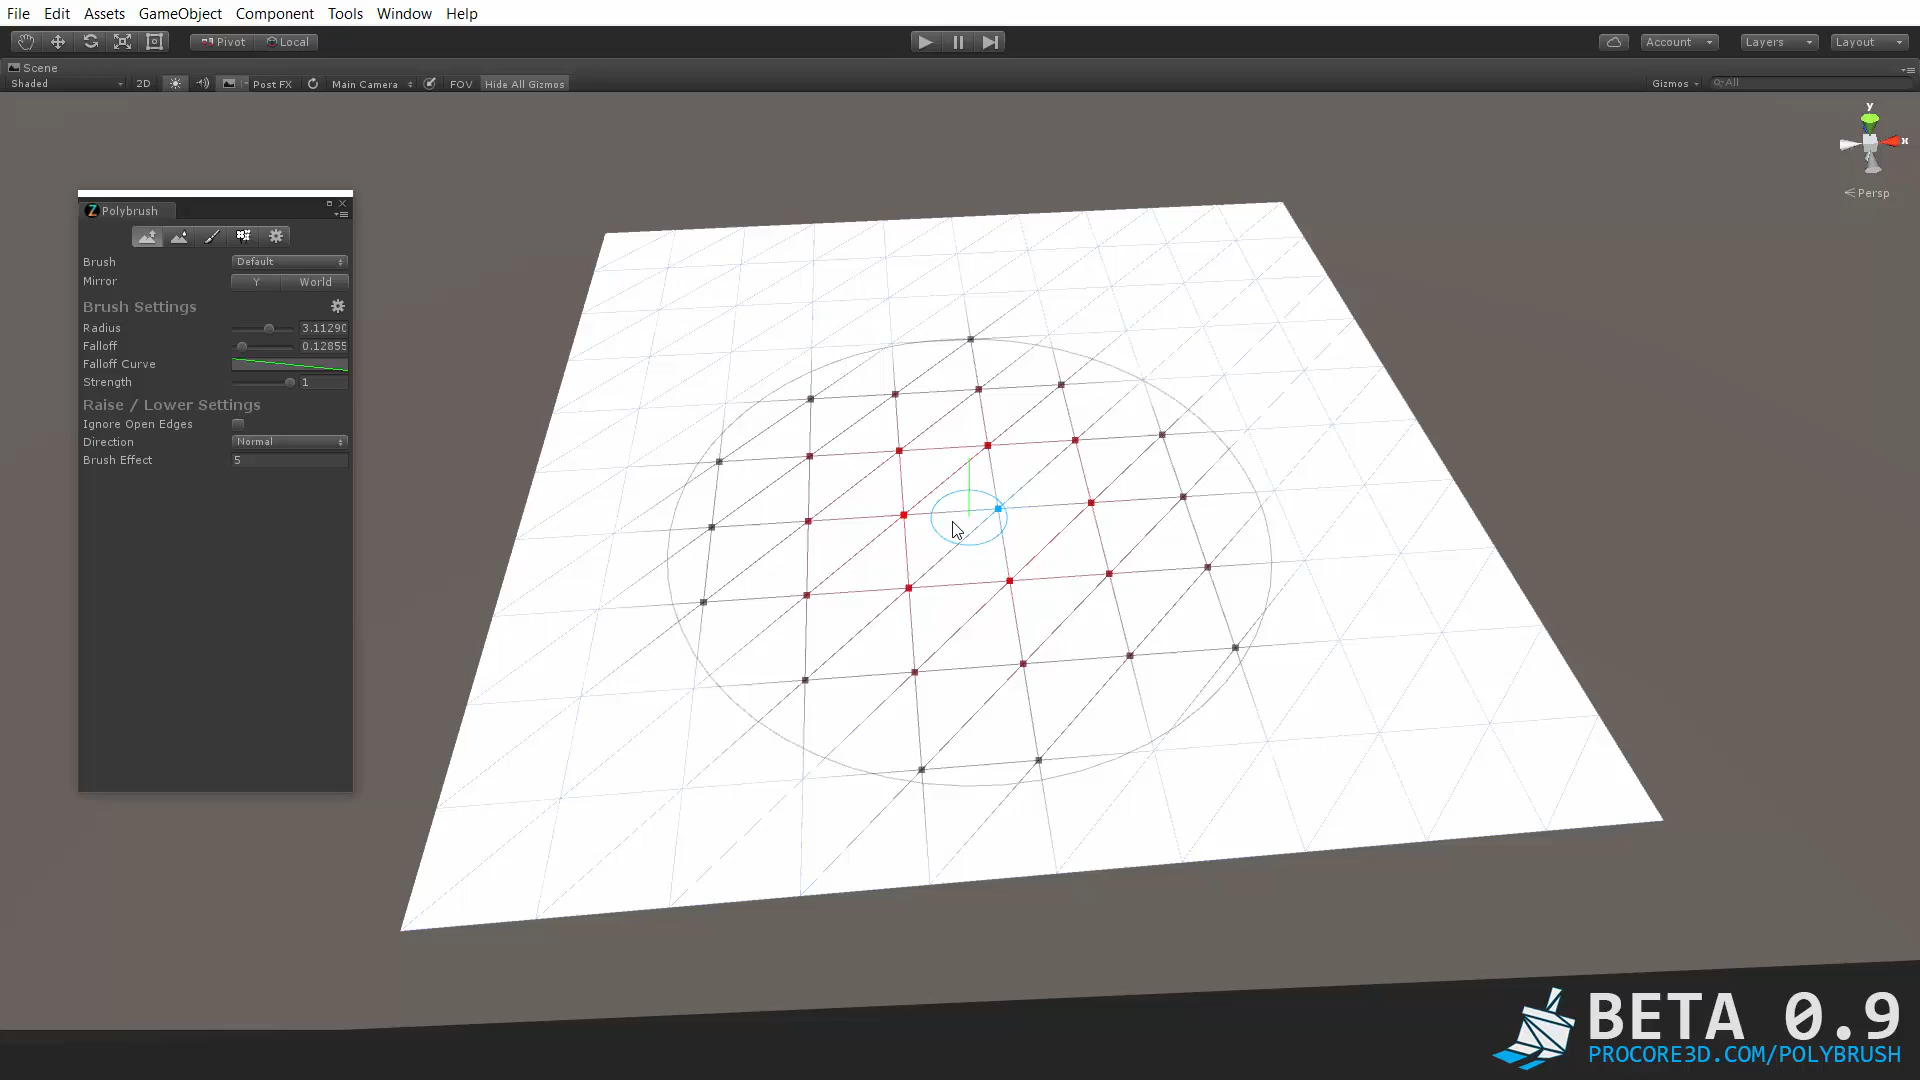 File Edit Assets GameObject Component Tools Window Help
Pivot Local Account Layers Layout
Scene
Shaded 2D Post FX Main Camera FOV Hide All Gizmos Gizmos All
y
x
Persp
Polybrush
Brush Default
Mirror Y World
Brush Settings
Radius 3.1129
Falloff 0.12855
Falloff Curve
Strength 1
Raise / Lower Settings
Ignore Open Edges
Direction Normal
Brush Effect 5
BETA 0.9
PROCORE3D.COM/POLYBRUSH